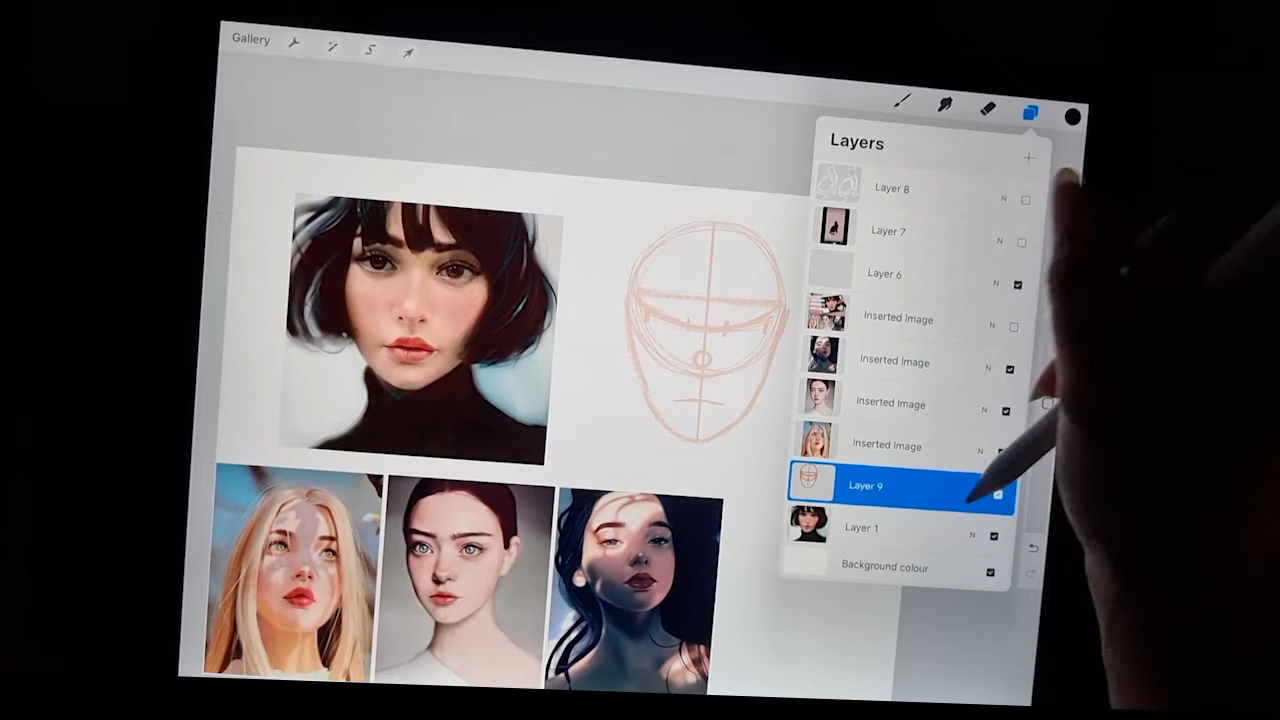 Gallery
Layers
Layer 8
N
Layer 7
N
Layer 6
N
Inserted Image
N
Inserted Image
N
Inserted Image
N
Inserted Image
N
Layer 9
Layer 1
N
Background colour